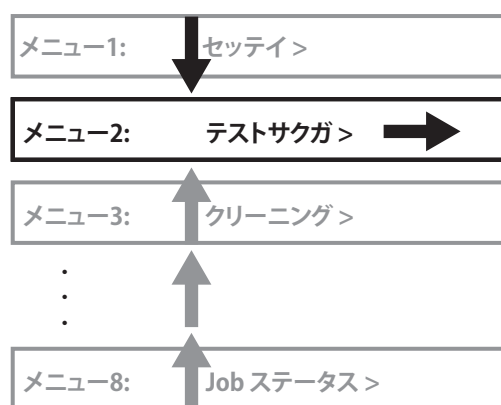 メニュー1: セッテイ >
メニュー2: テストサクガ >
メニュー3: クリーニング >
.
.
.
メニュー8: Job ステータス >